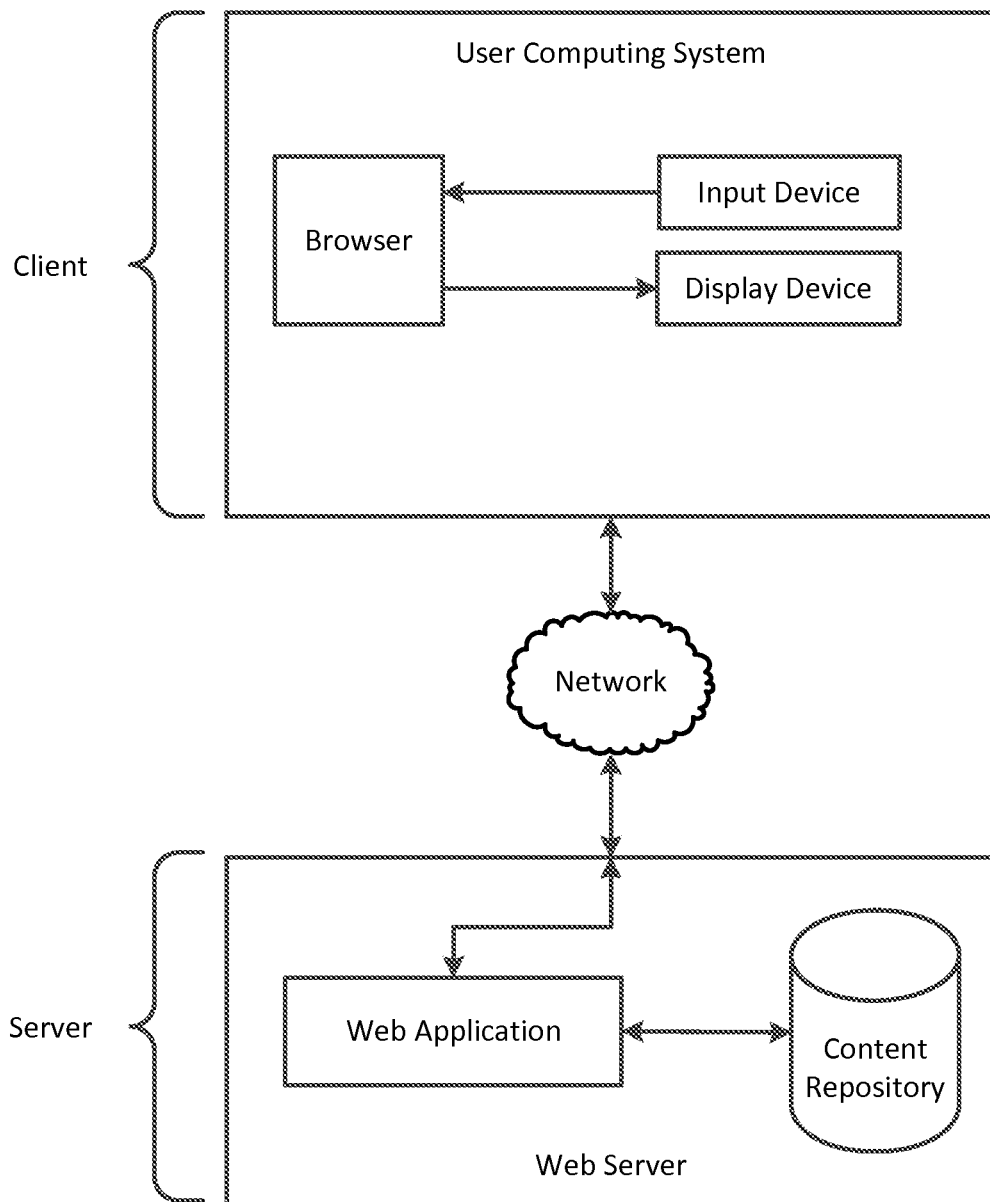 User Computing System
Input Device
Browser
Display Device
Client
Network
Server
Web Application
Content
Repository
Web Server